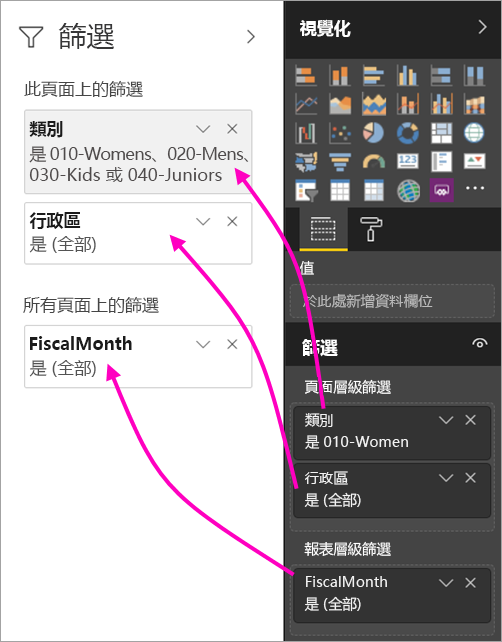 篩選
此頁面上的篩選
類別
是 010-Womens、020-Mens、
030-Kids 或 040-Juniors
行政區
是 (全部)
所有頁面上的篩選
FiscalMonth
是 (全部)
視覺化
值
於此處新增資料欄位
篩選
頁面層級篩選
類別
是 010-Women
行政區
是 (全部)
報表層級篩選
FiscalMonth
是 (全部)